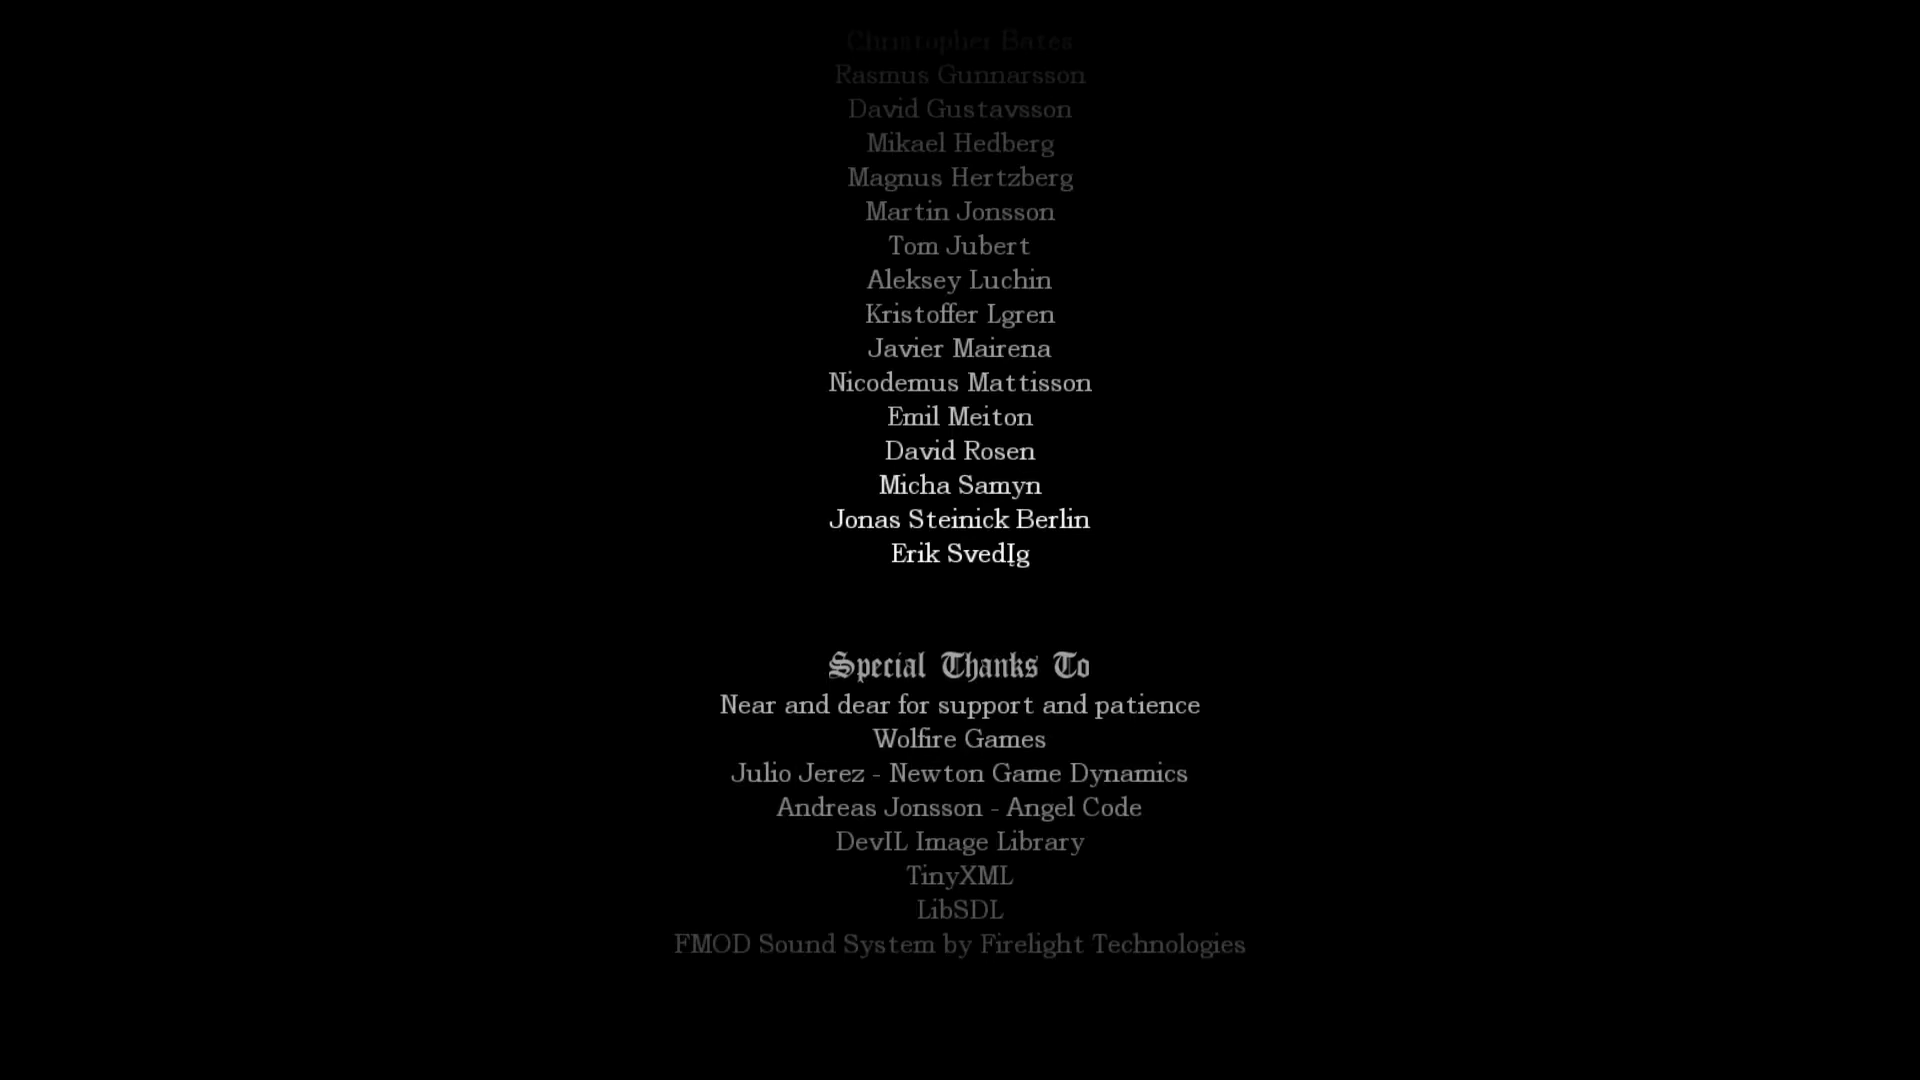 Christopher Bates
Rasmus Gunnarsson
David Gustavsson
Mikael Hedberg
Magnus Hertzberg
Martin Jonsson
Tom Jubert
Aleksey Luchin
Kristoffer Lgren
Javier Mairena
Nicodemus Mattisson
Emil Meiton
David Rosen
Micha Samyn
Jonas Steinick Berlin
Erik SvedĮg
Special Thanks To
Near and dear for support and patience
Wolfire Games
Julio Jerez - Newton Game Dynamics
Andreas Jonsson - Angel Code
DevIL Image Library
TinyXML
LibSDL
FMOD Sound System by Firelight Technologies